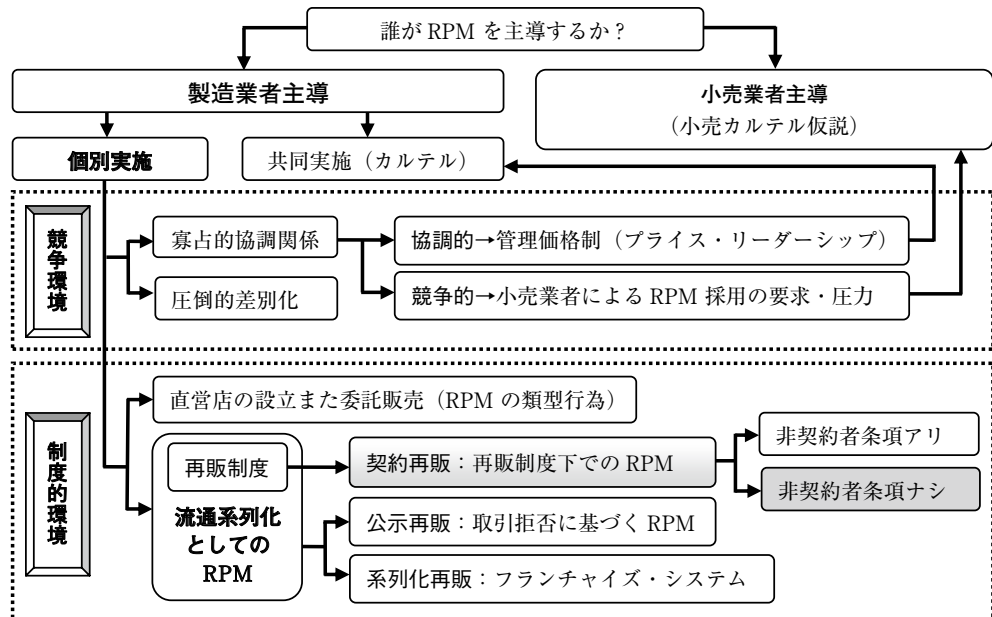 誰が RPM を主導するか？
製造業者主導
小売業者主導
（小売カルテル仮説）
個別実施
共同実施（カルテル）
競争環境
寡占的協調関係
協調的→管理価格制（プライス・リーダーシップ）
圧倒的差別化
競争的→小売業者による RPM 採用の要求・圧力
制度的環境
直営店の設立また委託販売（RPM の類型行為）
再販制度
流通系列化
としての
RPM
契約再販：再販制度下での RPM
非契約者条項アリ
非契約者条項ナシ
公示再販：取引拒否に基づく RPM
系列化再販：フランチャイズ・システム